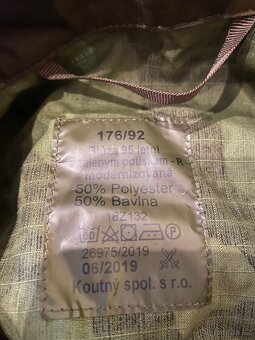 176/92
Blůza 95 letní
zeleným potiskem - R
Modernizovaná
50% Polyester
50% Bavlna
18Z132
26975/2019
06/2019
Koutný spol. s r.o.